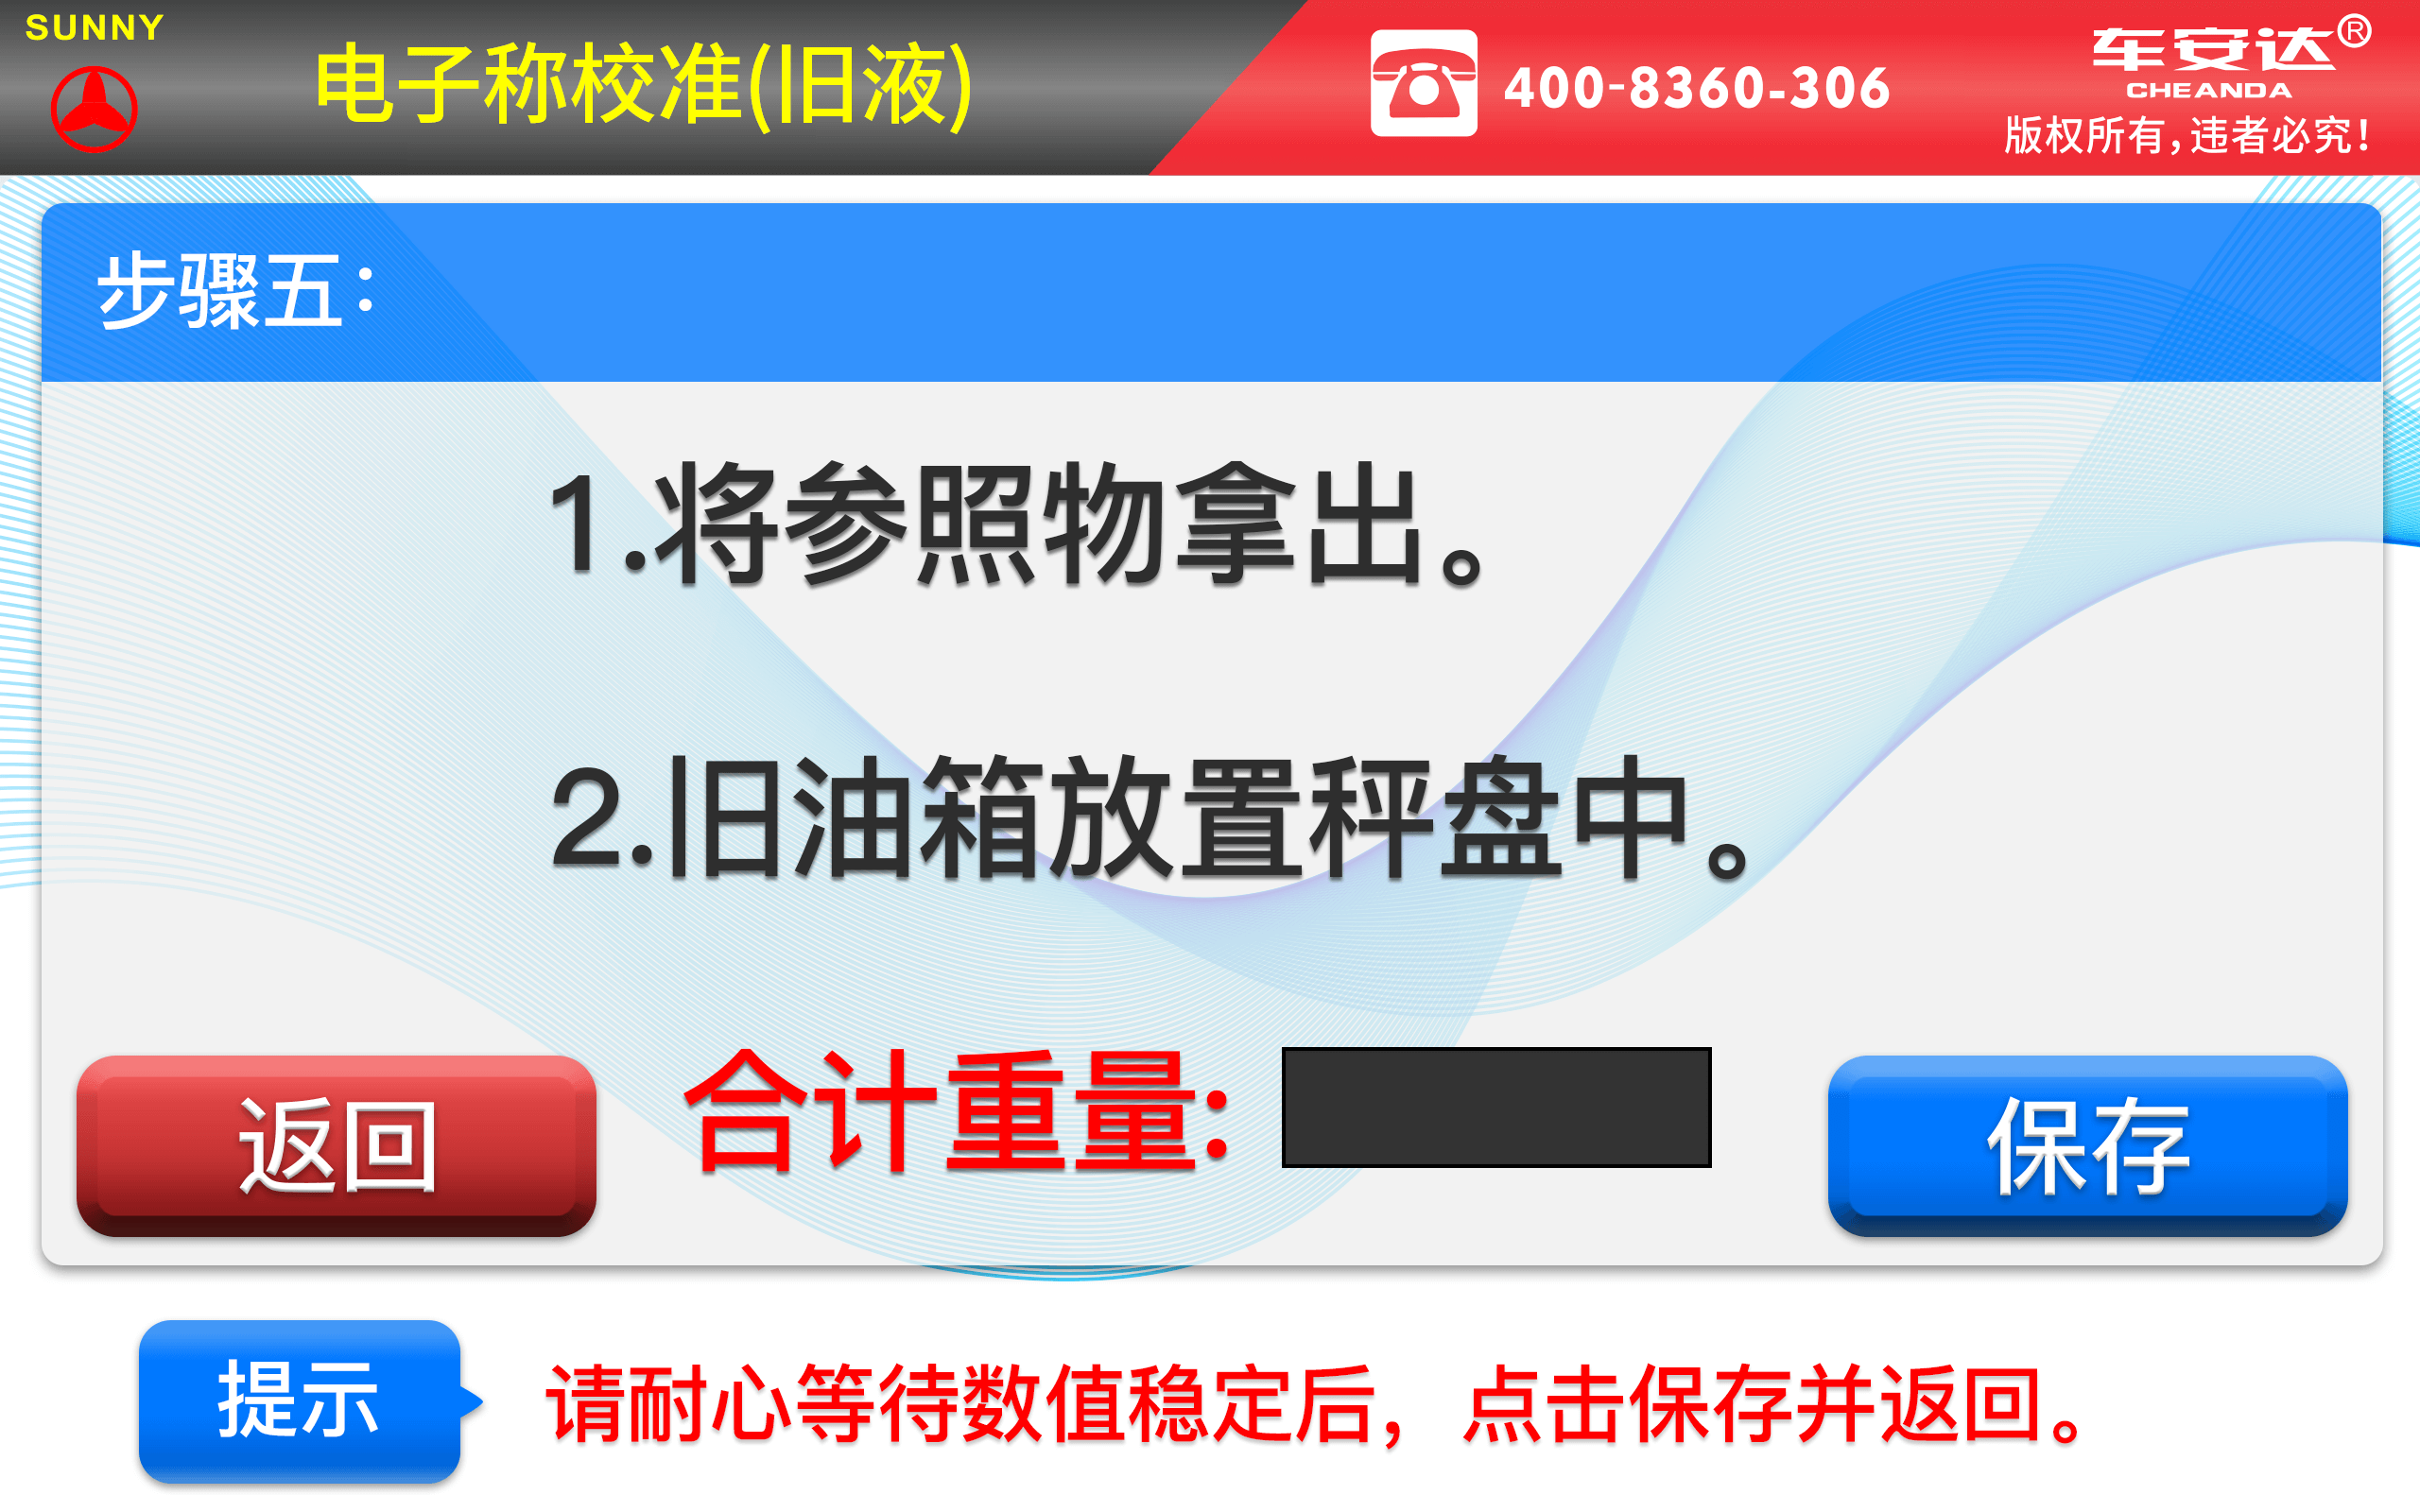 SUNNY
电子称校准(旧液)
400-8360-306
车安达®
CHEANDA
版权所有,违者必究!
步骤五:
1.将参照物拿出。
2.旧油箱放置秤盘中。
返回
合计重量:
保存
提示
请耐心等待数值稳定后，点击保存并返回。